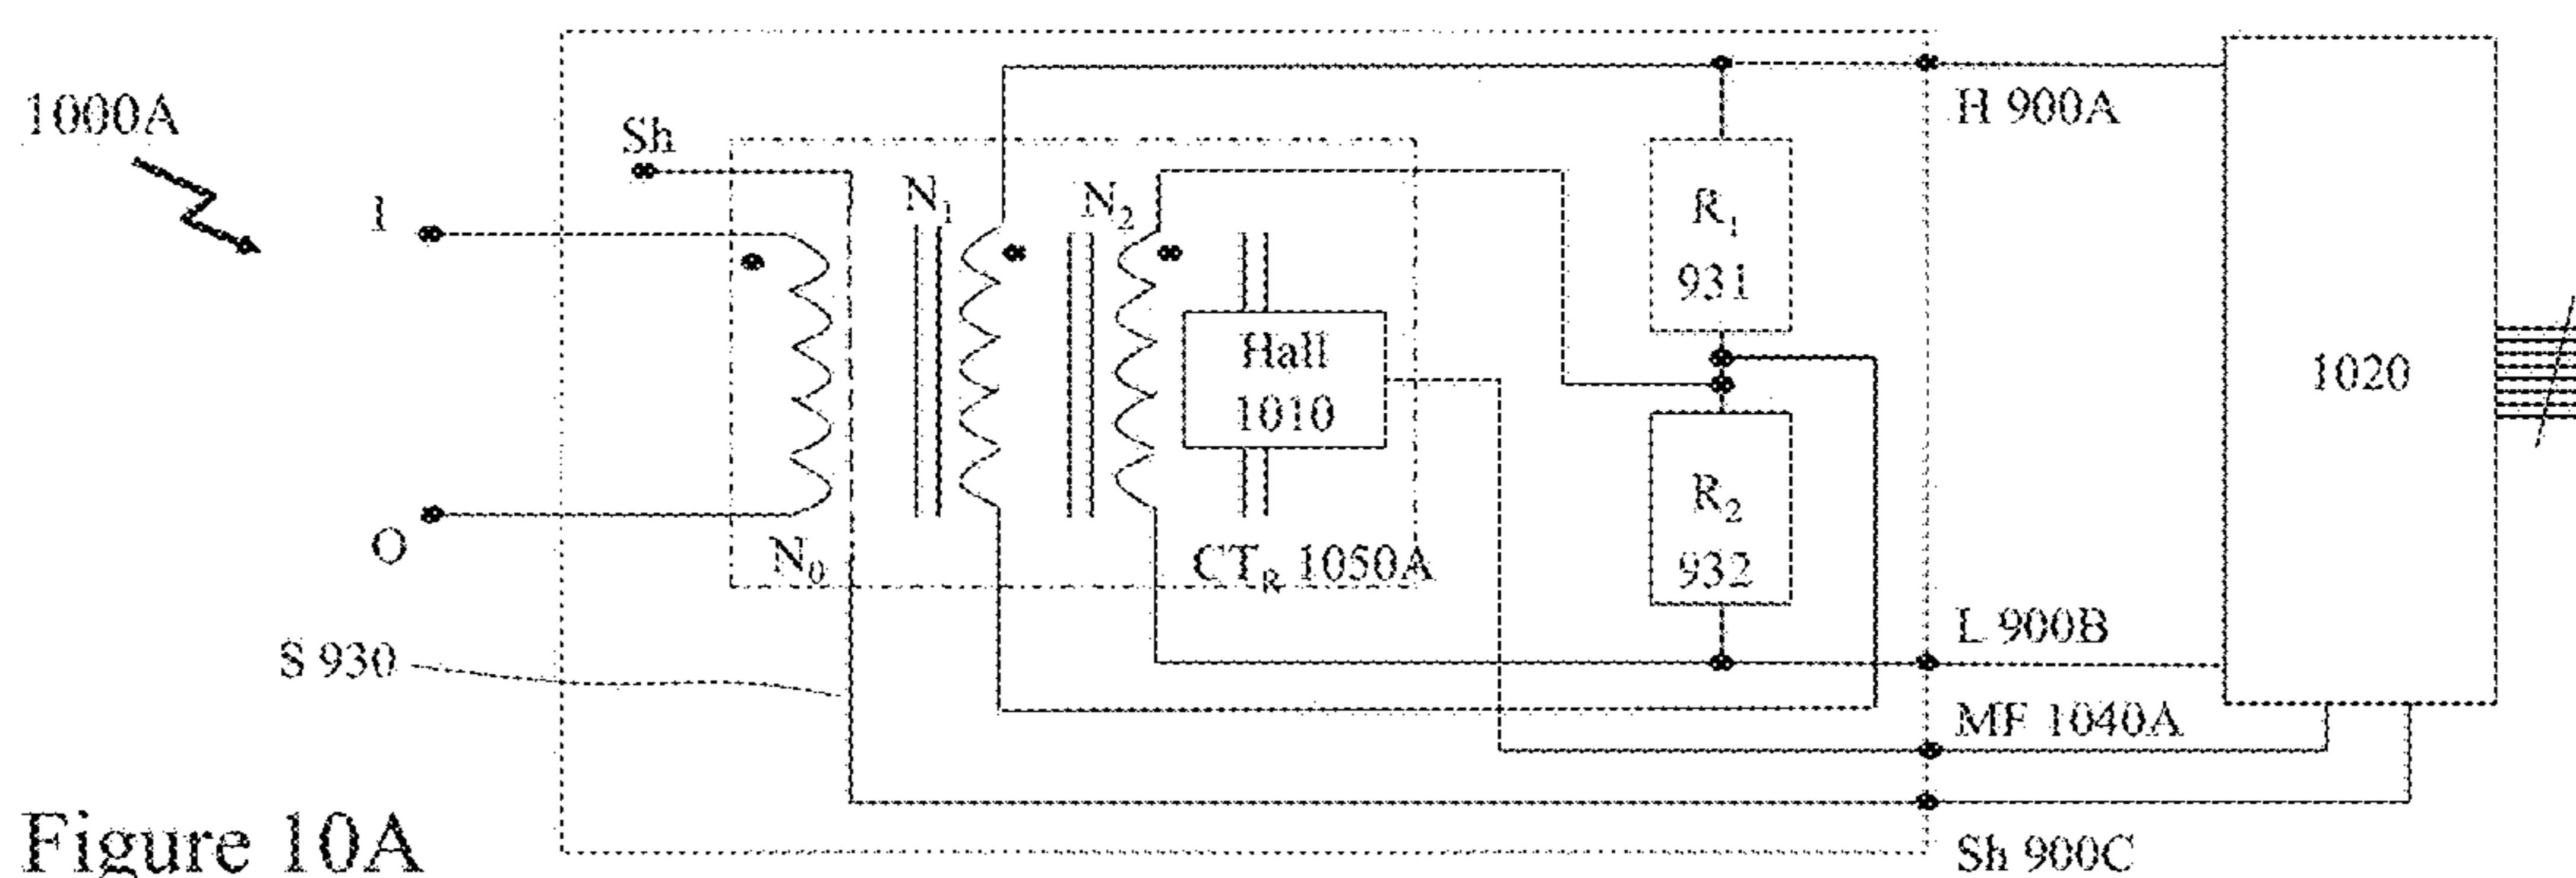 1000A
Sh
I
O
N0
N1
N2
Hall
1010
CTR 1050A
R1
931
R2
932
H 900A
L 900B
MF 1040A
Sh 900C
1020
S 930
Figure 10A